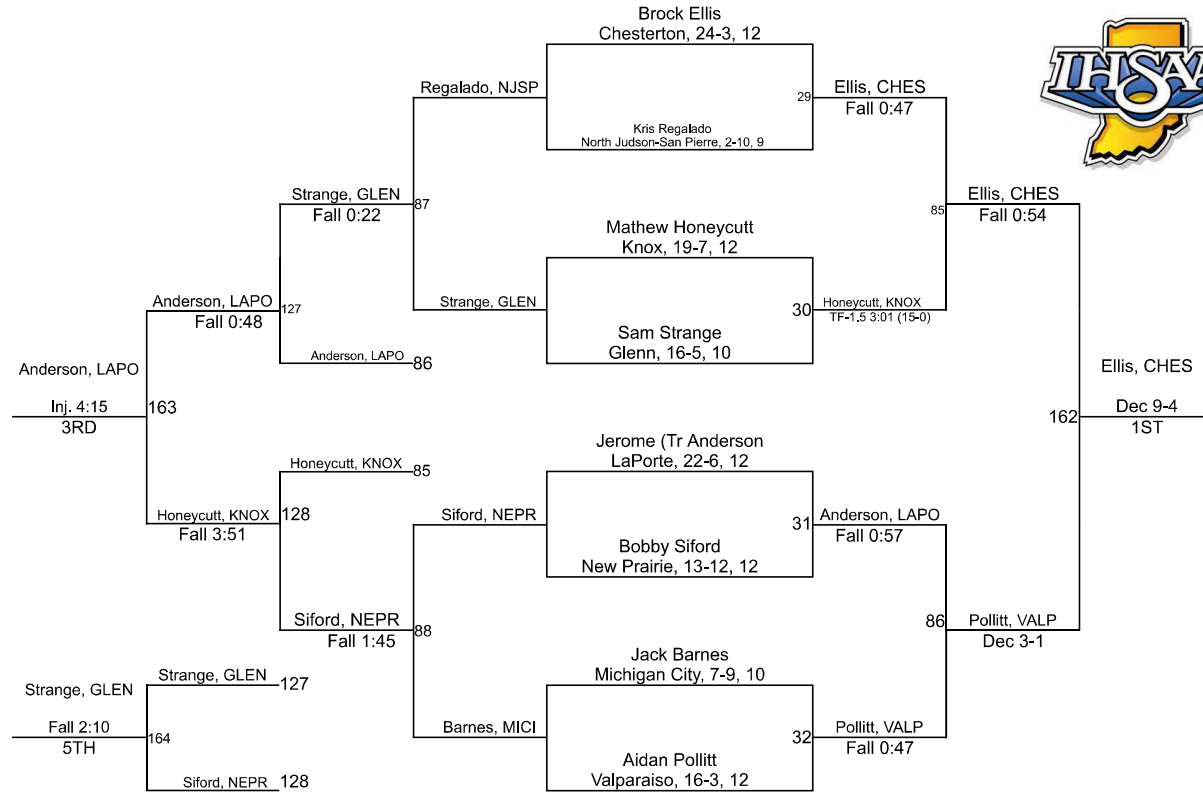 Brock Ellis
Chesterton, 24-3, 12
IHSAA
Regalado, NJSP
29
Ellis, CHES
Fall 0:47
Kris Regalado
North Judson-San Pierre, 2-10, 9
Strange, GLEN
Fall 0:22
87
85
Ellis, CHES
Fall 0:54
Mathew Honeycutt
Knox, 19-7, 12
Anderson, LAPO
Fall 0:48
127
Strange, GLEN
30
Honeycutt, KNOX
TF-1.5 3:01 (15-0)
Sam Strange
Glenn, 16-5, 10
Anderson, LAPO
86
Anderson, LAPO
Inj. 4:15
3RD
163
Ellis, CHES
162
Dec 9-4
1ST
Jerome (Tr Anderson
LaPorte, 22-6, 12
Honeycutt, KNOX
85
Honeycutt, KNOX
Fall 3:51
128
Siford, NEPR
31
Anderson, LAPO
Fall 0:57
Bobby Siford
New Prairie, 13-12, 12
Siford, NEPR
Fall 1:45
88
86
Pollitt, VALP
Dec 3-1
Jack Barnes
Michigan City, 7-9, 10
Strange, GLEN
127
Strange, GLEN
Fall 2:10
5TH
164
Barnes, MICI
32
Pollitt, VALP
Fall 0:47
Aidan Pollitt
Valparaiso, 16-3, 12
Siford, NEPR
128